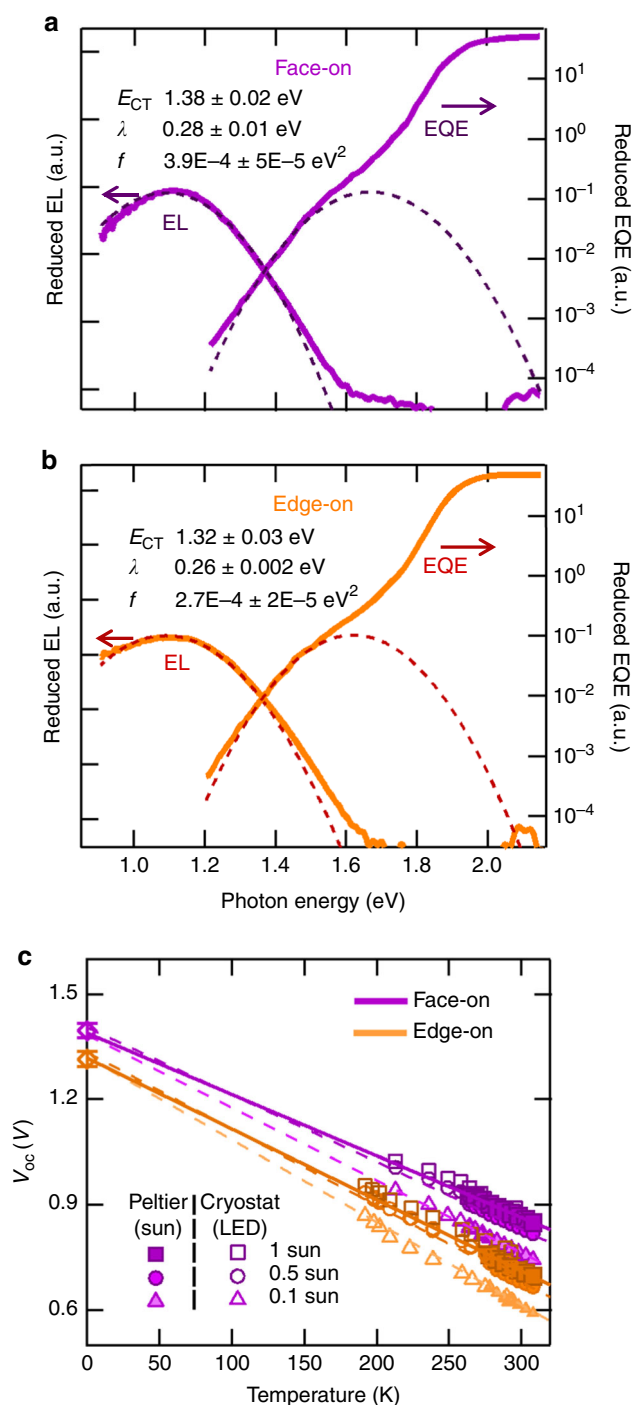 a
Face-on
E_CT 1.38 ± 0.02 eV
λ 0.28 ± 0.01 eV
f 3.9E–4 ± 5E–5 eV²
EQE
EL
Reduced EL (a.u.)
10¹
10⁰
10⁻¹
10⁻²
10⁻³
10⁻⁴
Reduced EQE (a.u.)
b
Edge-on
E_CT 1.32 ± 0.03 eV
λ 0.26 ± 0.002 eV
f 2.7E–4 ± 2E–5 eV²
EQE
EL
Reduced EL (a.u.)
10¹
10⁰
10⁻¹
10⁻²
10⁻³
10⁻⁴
Reduced EQE (a.u.)
1.0 1.2 1.4 1.6 1.8 2.0
Photon energy (eV)
c
1.5
1.2
0.9
0.6
V_oc (V)
Face-on
Edge-on
Peltier Cryostat
(sun) (LED)
1 sun
0.5 sun
0.1 sun
0 50 100 150 200 250 300
Temperature (K)